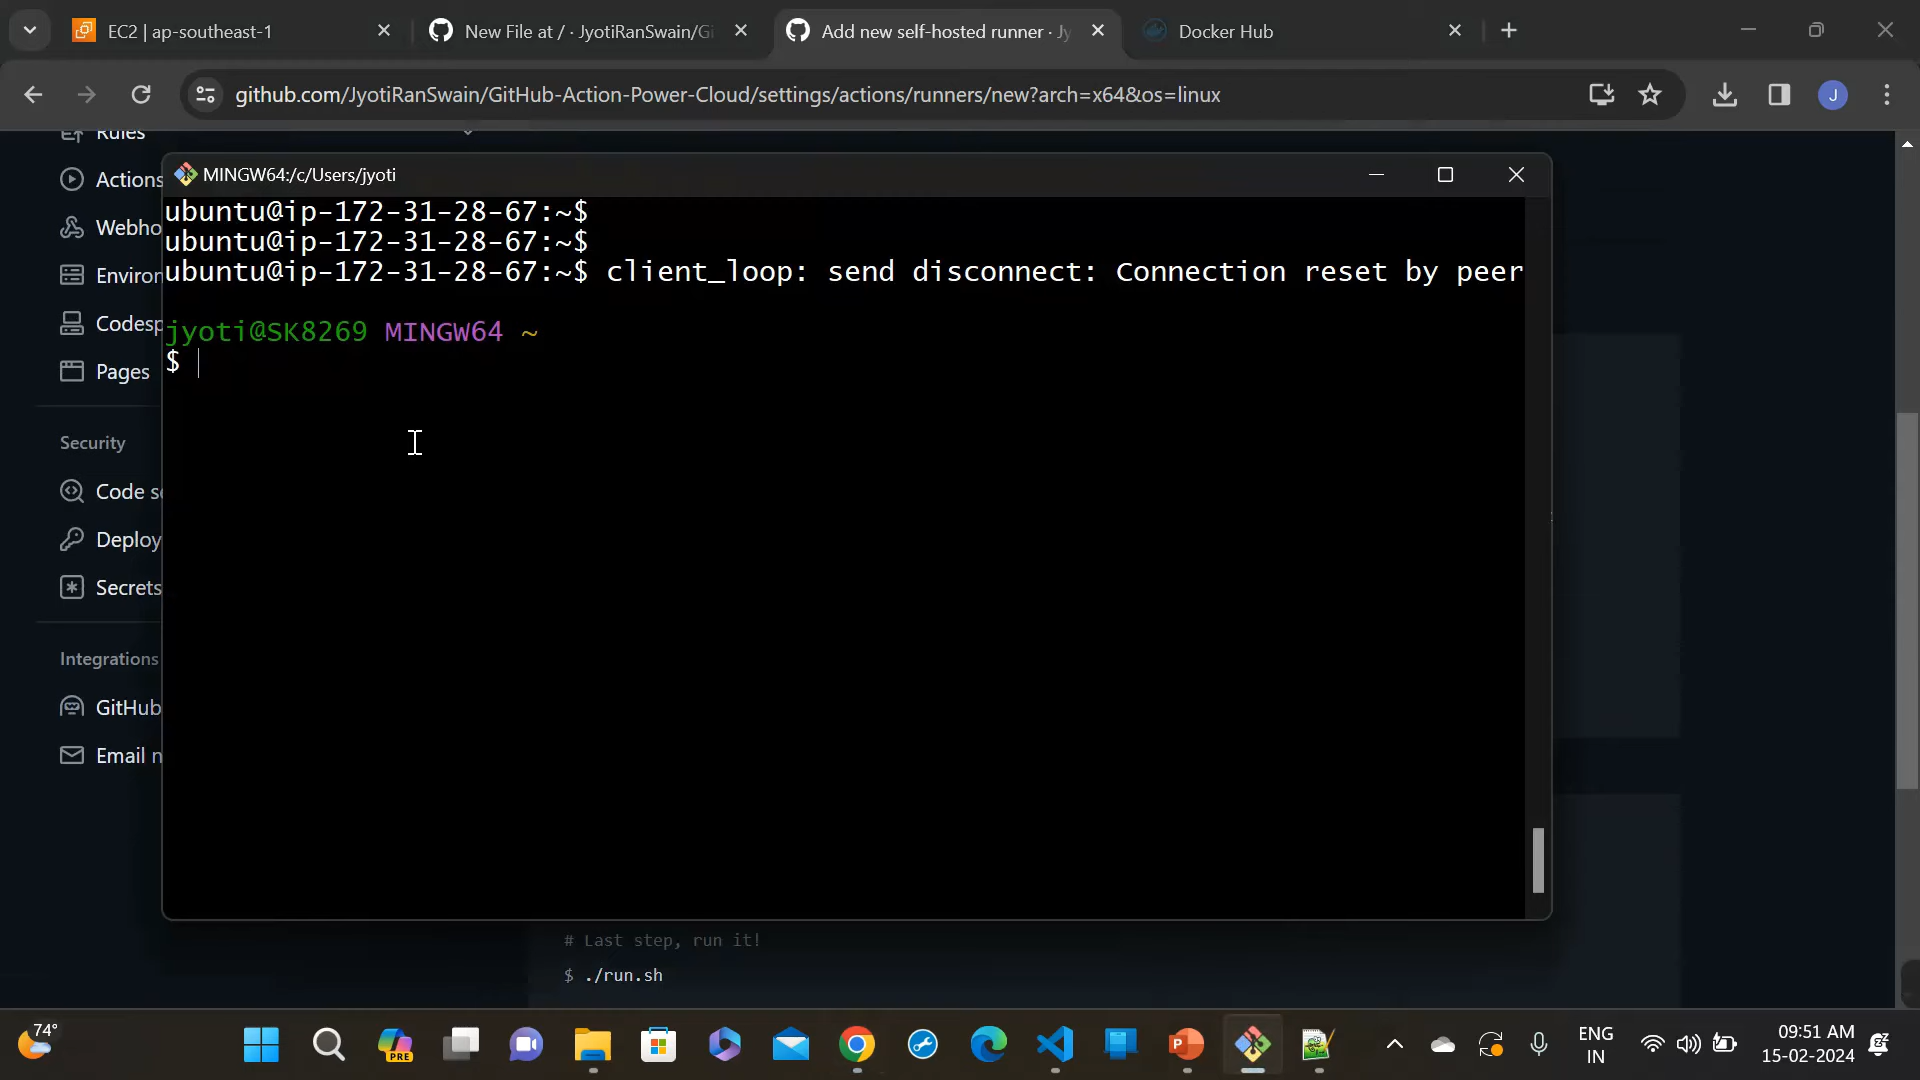 EC2 | ap-southeast-1
New File at / · JyotiRanSwain/Gi
Add new self-hosted runner · Jy
Docker Hub
github.com/JyotiRanSwain/GitHub-Action-Power-Cloud/settings/actions/runners/new?arch=x64&os=linux
J
Rules
Actions
Webho
Environ
Codesp
Pages
Security
Code se
Deploy
Secrets
Integrations
GitHub
Email n
MINGW64:/c/Users/jyoti
ubuntu@ip-172-31-28-67:~$
ubuntu@ip-172-31-28-67:~$
ubuntu@ip-172-31-28-67:~$ client_loop: send disconnect: Connection reset by peer
jyoti@SK8269 MINGW64 ~
$
# Last step, run it!
$ ./run.sh
74°
PRE
ENG
IN
09:51 AM
15-02-2024